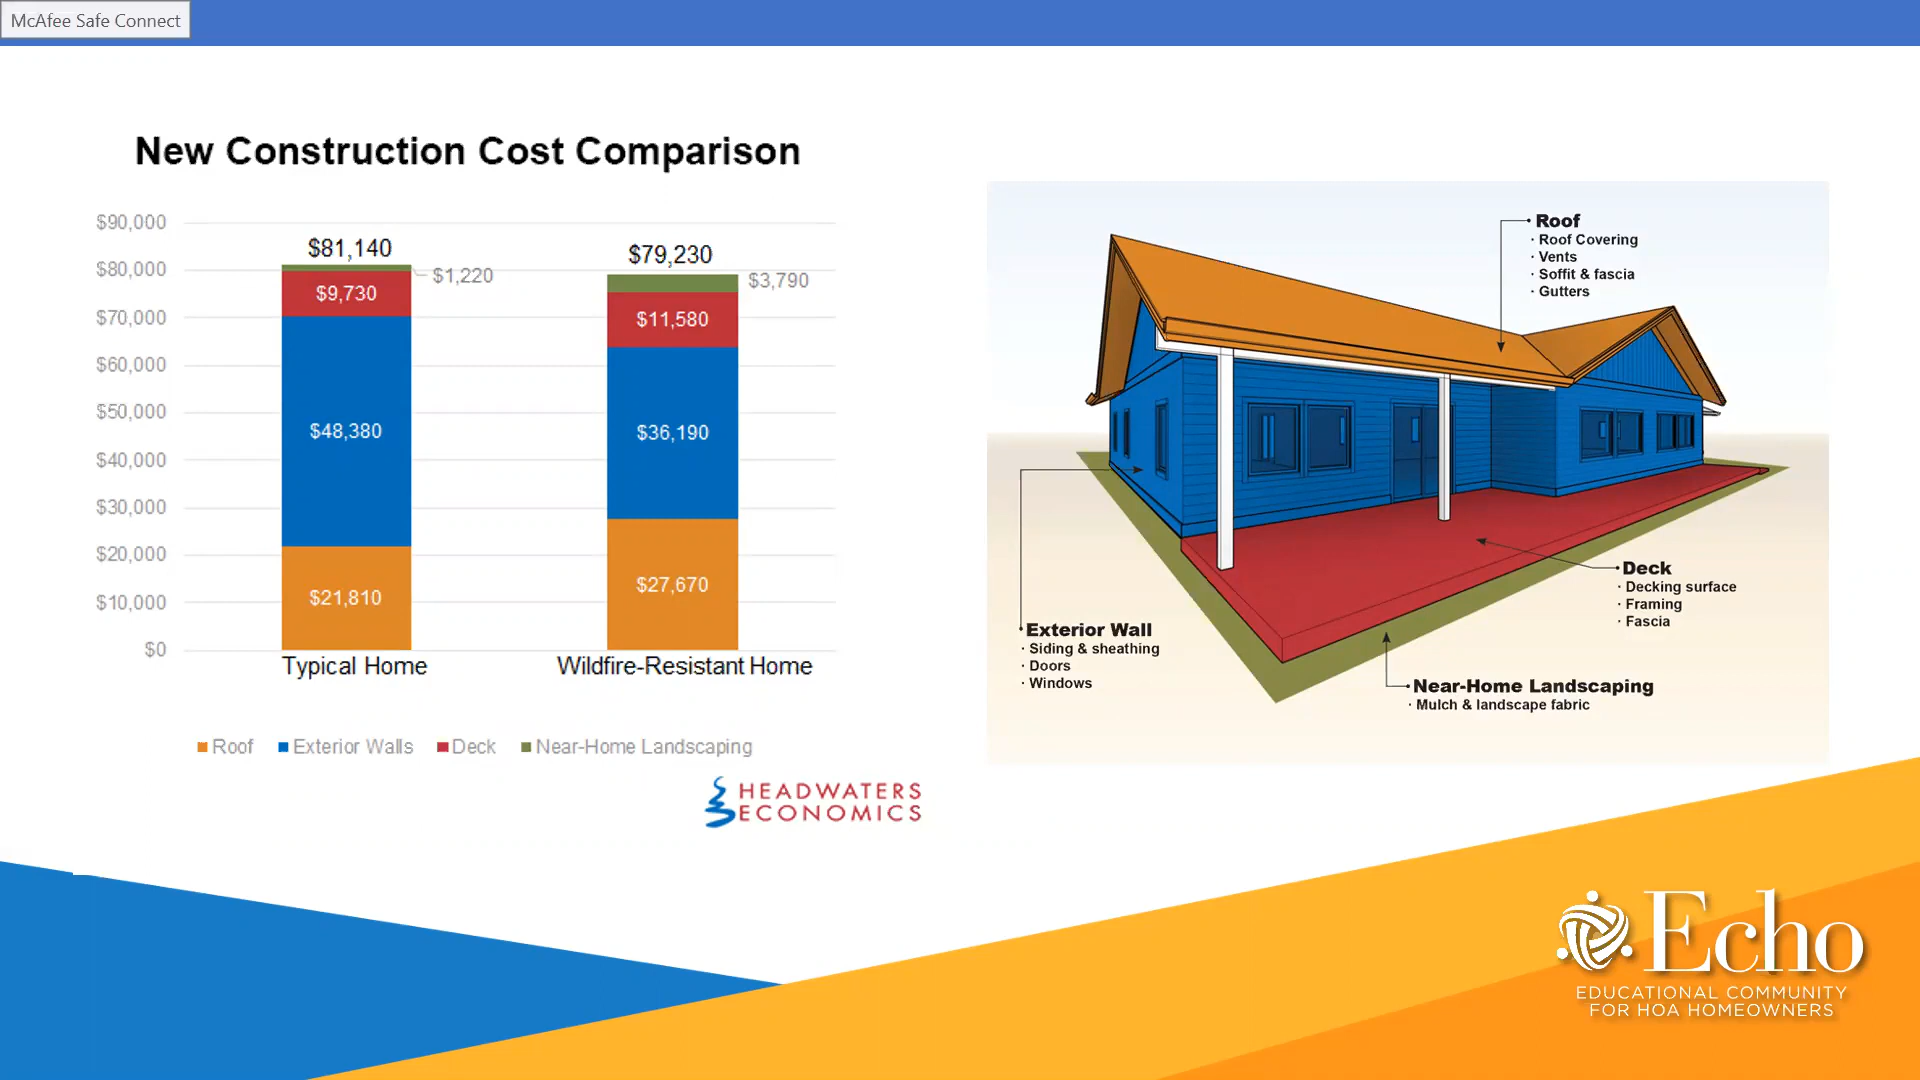 McAfee Safe Connect
New Construction Cost Comparison
$90,000
$80,000
$70,000
$60,000
$50,000
$40,000
$30,000
$20,000
$10,000
$0
$81,140
$1,220
$9,730
$48,380
$21,810
Typical Home
$79,230
$3,790
$11,580
$36,190
$27,670
Wildfire-Resistant Home
Roof Exterior Walls Deck Near-Home Landscaping
HEADWATERS
ECONOMICS
Roof
· Roof Covering
· Vents
· Soffit & fascia
· Gutters
Exterior Wall
· Siding & sheathing
· Doors
· Windows
Deck
· Decking surface
· Framing
· Fascia
Near-Home Landscaping
· Mulch & landscape fabric
Echo
EDUCATIONAL COMMUNITY
FOR HOA HOMEOWNERS